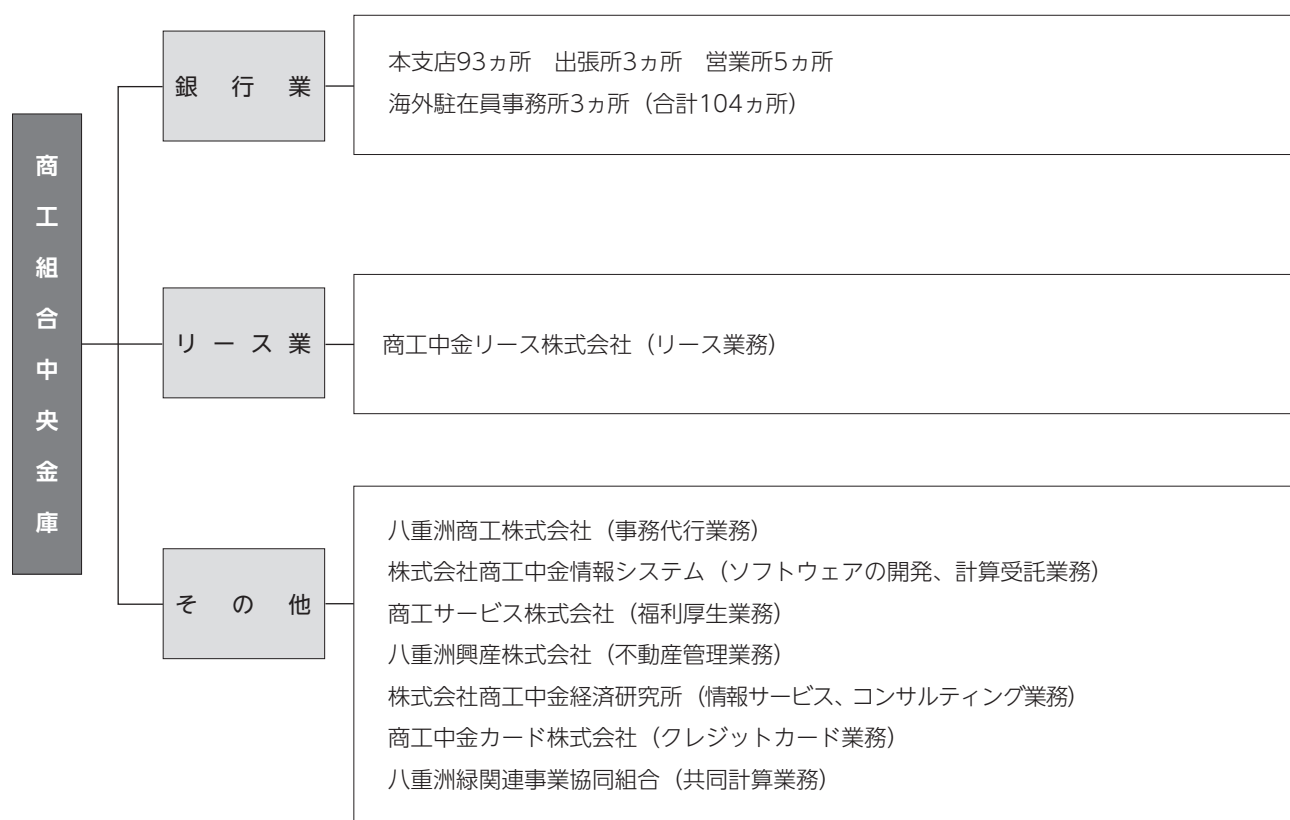 商工組合中央金庫
銀行業
本支店93ヵ所　出張所3ヵ所　営業所5ヵ所
海外駐在員事務所3ヵ所（合計104ヵ所）
リース業
商工中金リース株式会社（リース業務）
その他
八重洲商工株式会社（事務代行業務）
株式会社商工中金情報システム（ソフトウェアの開発、計算受託業務）
商工サービス株式会社（福利厚生業務）
八重洲興産株式会社（不動産管理業務）
株式会社商工中金経済研究所（情報サービス、コンサルティング業務）
商工中金カード株式会社（クレジットカード業務）
八重洲緑関連事業協同組合（共同計算業務）